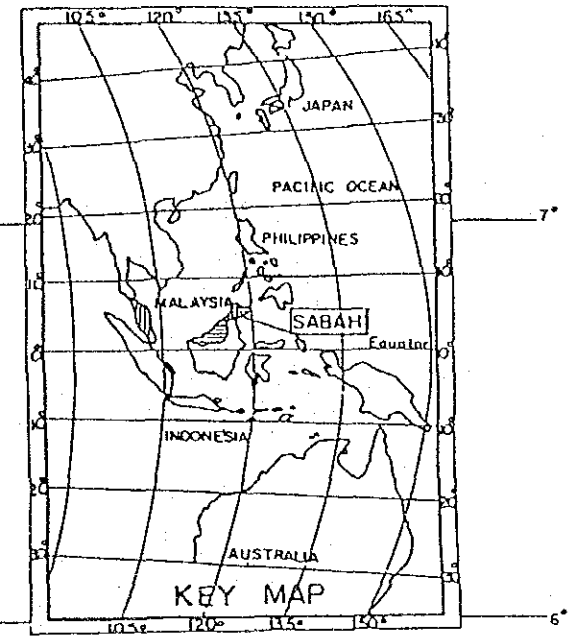 105° 120° 135° 150° 165°
JAPAN
PACIFIC OCEAN
7°
PHILIPPINES
MALAYSIA
SABAH
Equator
INDONESIA
AUSTRALIA
KEY MAP
6°
105° 120° 135° 150°